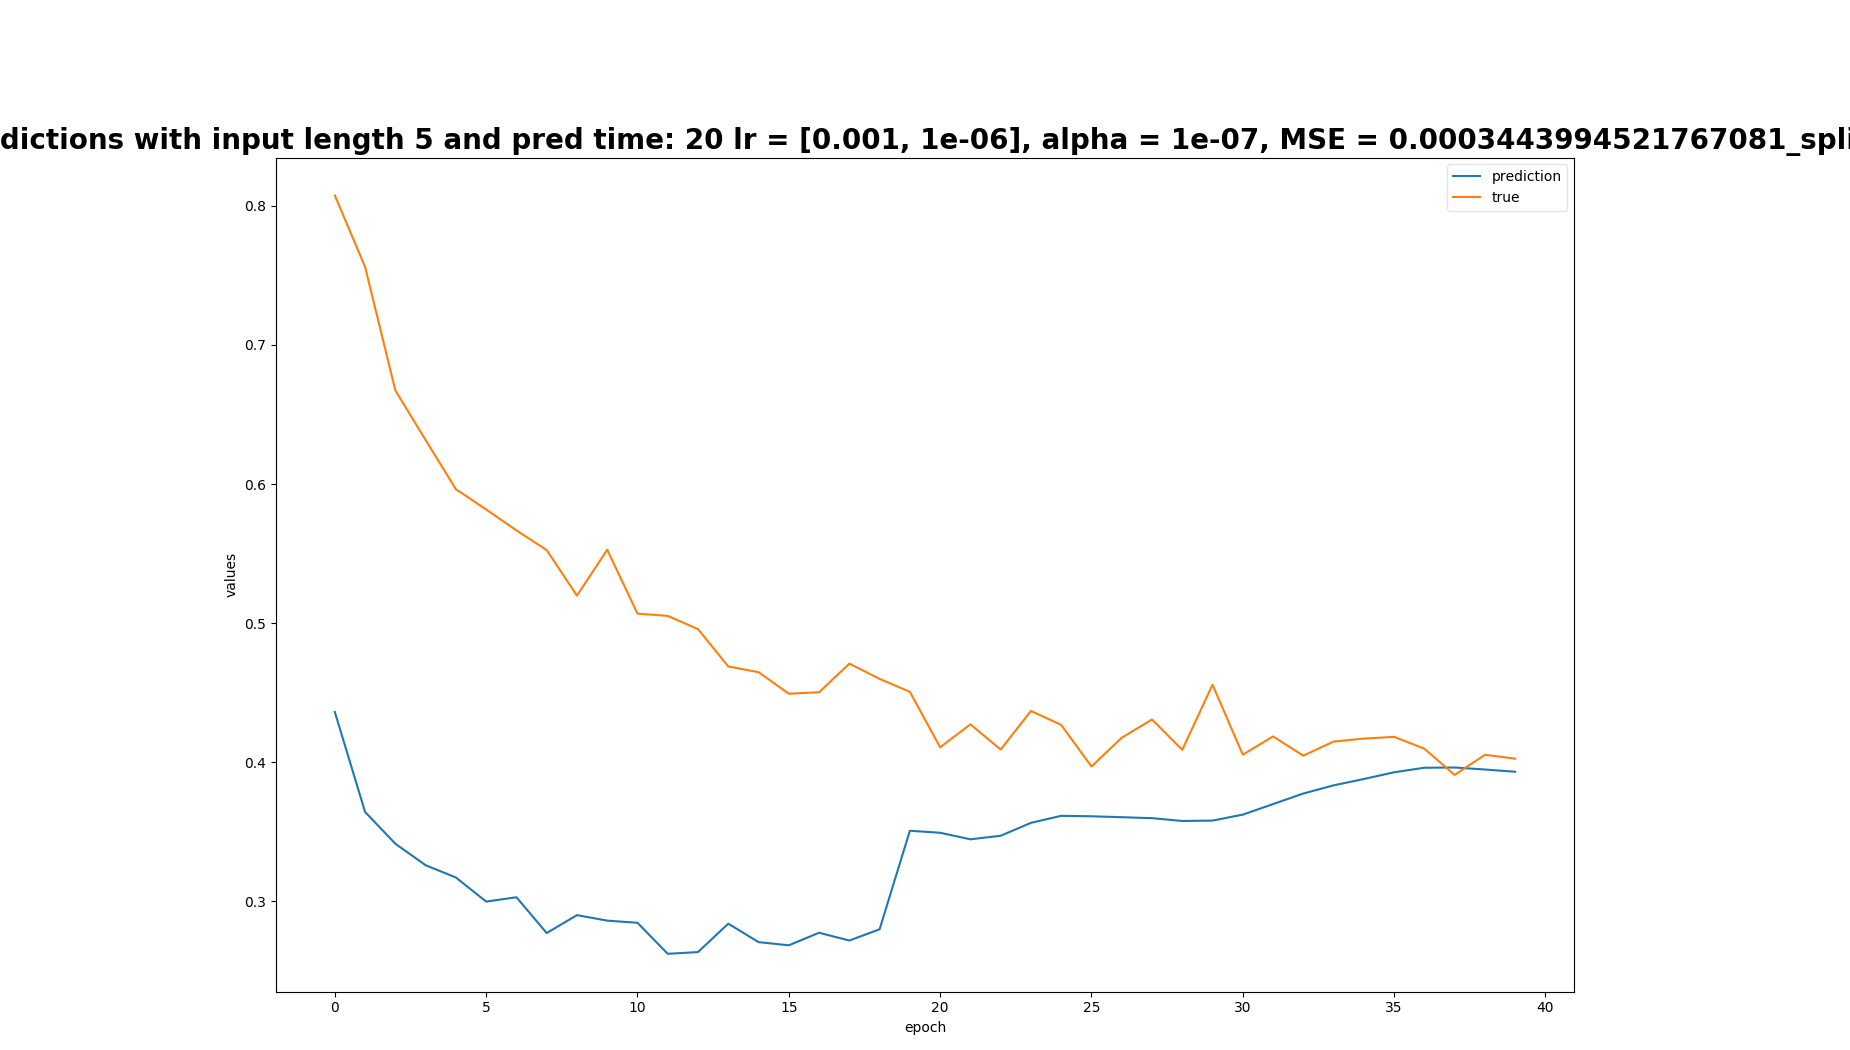 dictions with input length 5 and pred time: 20 lr = [0.001, 1e-06], alpha = 1e-07, MSE = 0.0003443994521767081_spli
prediction
true
0.8
0.7
0.6
0.5
0.4
0.3
values
0 5 10 15 20 25 30 35 40
epoch